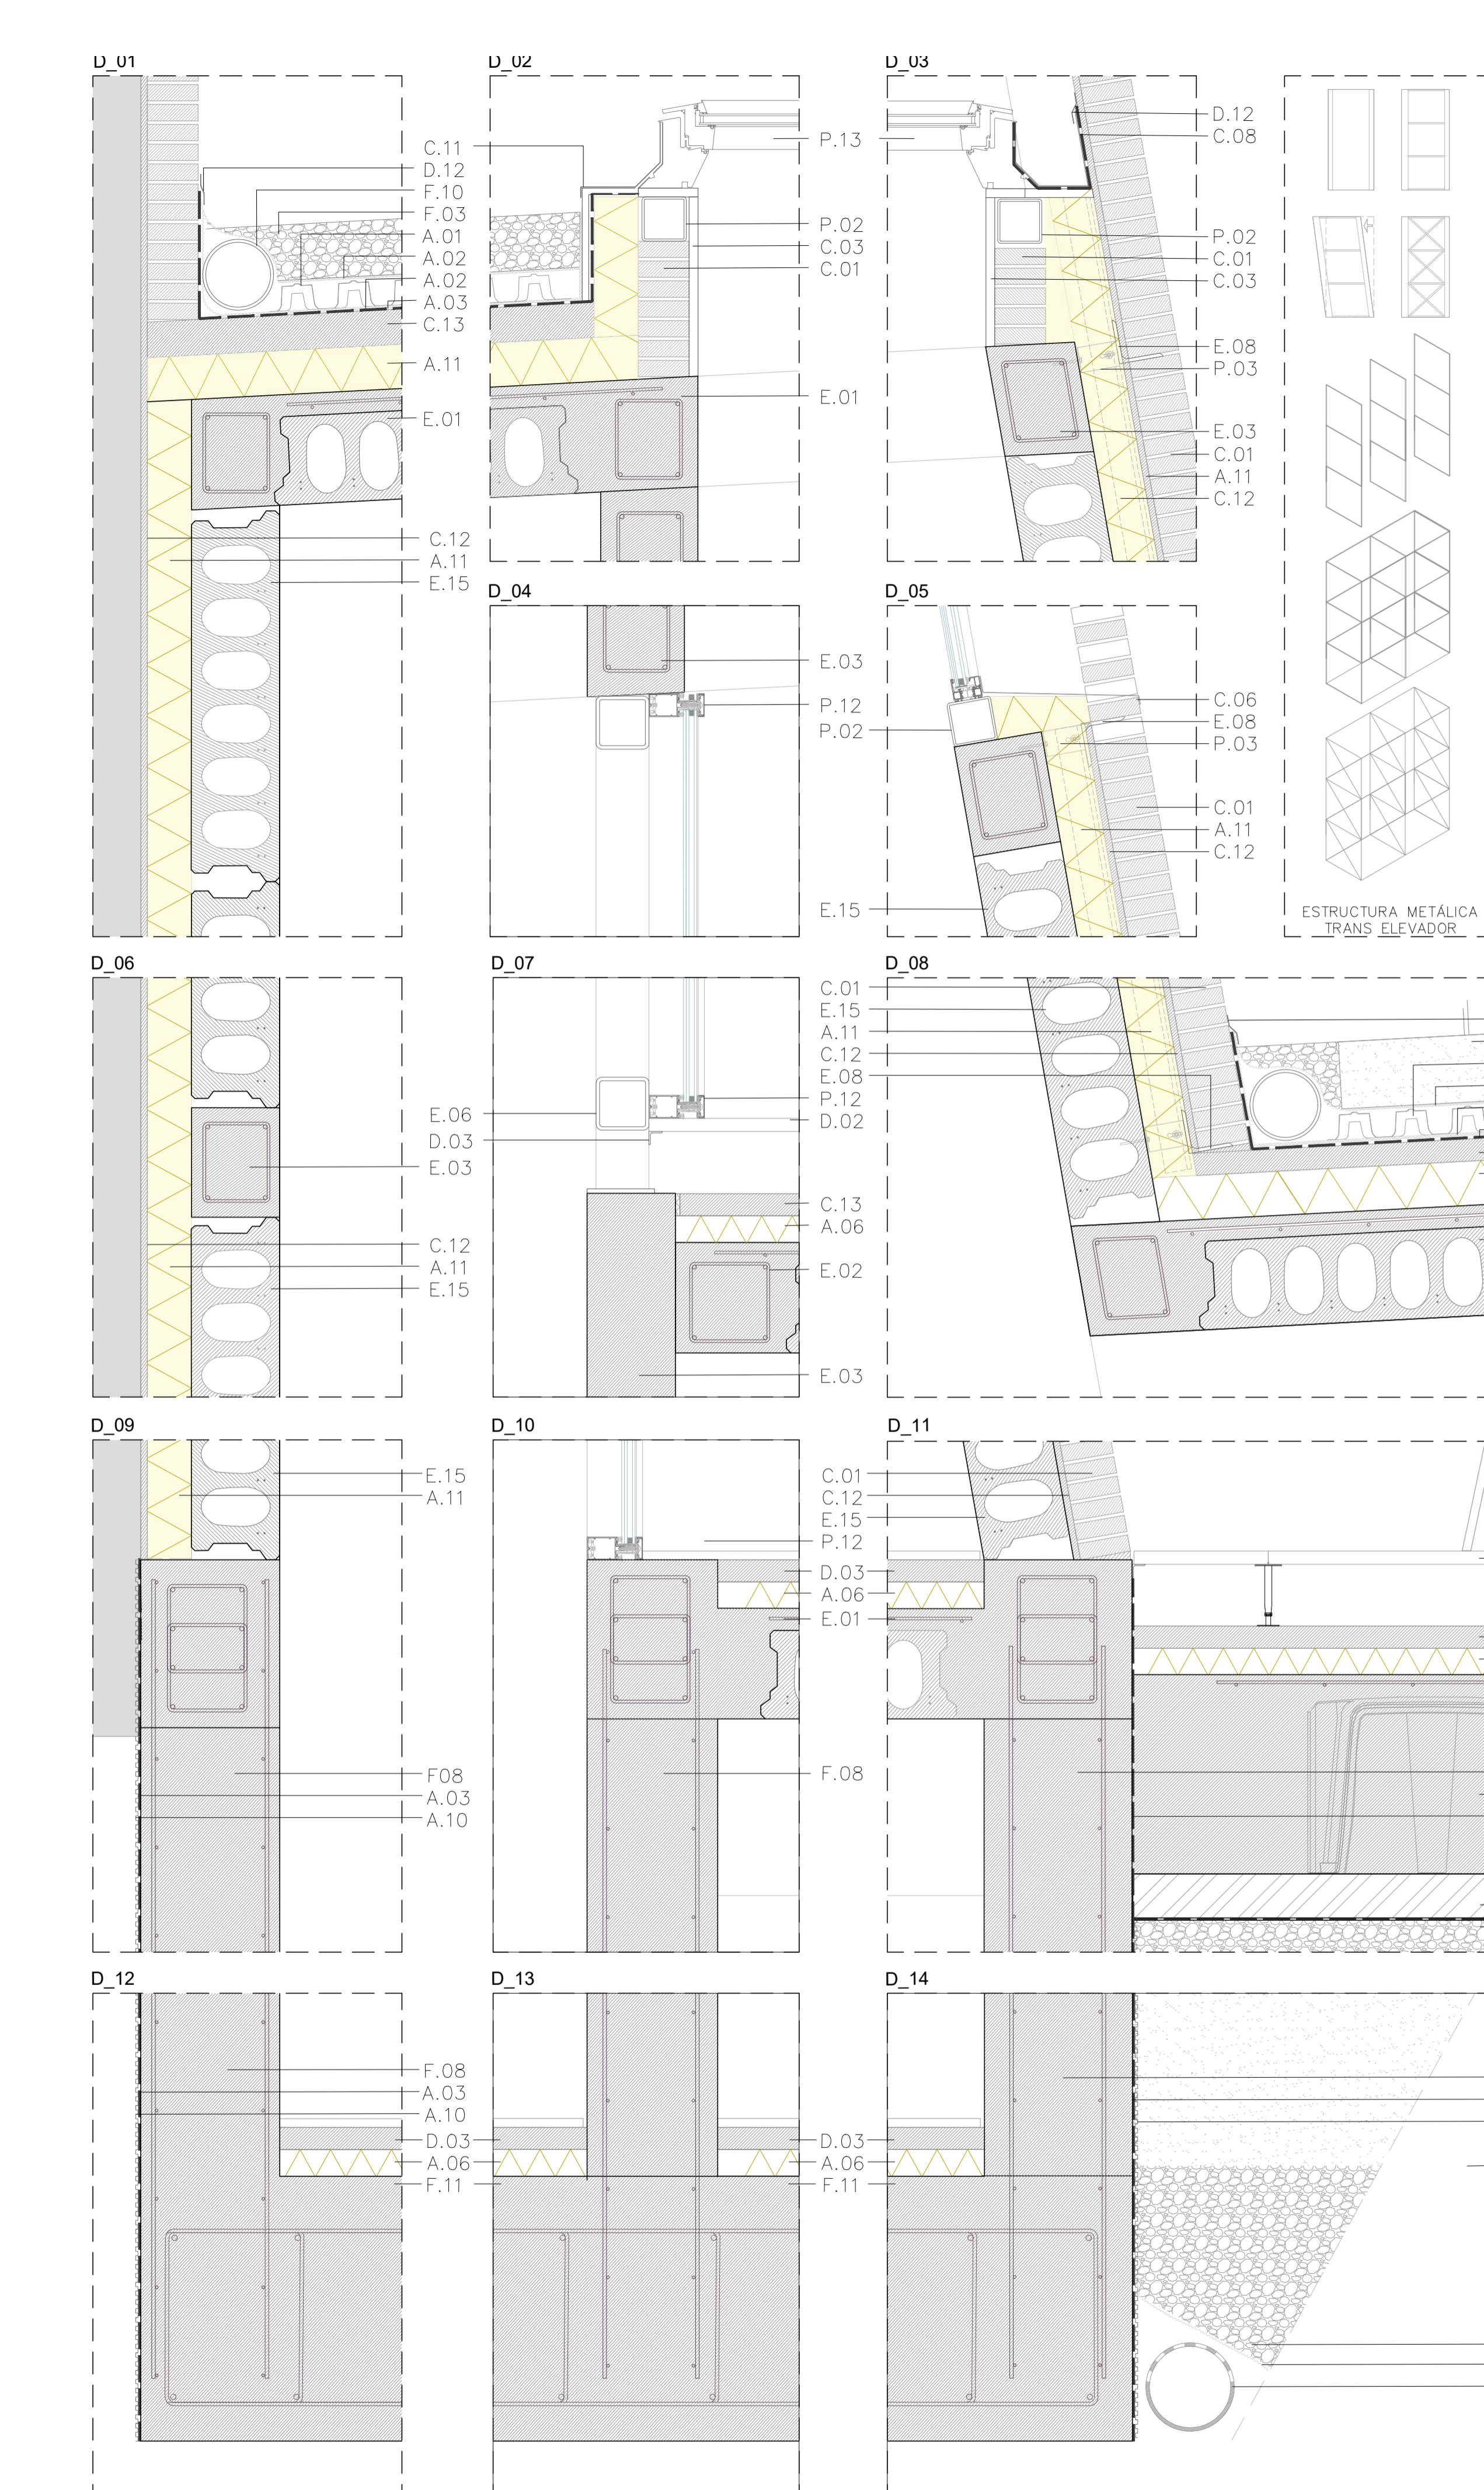 D_01
C.11
D.12
F.10
F.03
A.01
A.02
A.02
A.03
C.13
A.11
E.01
C.12
A.11
E.15
D_02
P.13
P.02
C.03
C.01
E.01
D_03
D.12
C.08
P.02
C.01
C.03
E.08
P.03
E.03
C.01
A.11
C.12
D_04
E.03
P.12
P.02
E.15
D_05
C.06
E.08
P.03
C.01
A.11
C.12
ESTRUCTURA METÁLICA
TRANS ELEVADOR
D_06
E.06
D.03
E.03
C.12
A.11
E.15
D_07
C.01
E.15
A.11
C.12
E.08
P.12
D.02
C.13
A.06
E.02
E.03
D_08
D_09
E.15
A.11
F08
A.03
A.10
D_10
C.01
C.12
E.15
P.12
D.03
A.06
E.01
F.08
D_11
D_12
F.08
A.03
A.10
D.03
A.06
F.11
D_13
D.03
A.06
F.11
D_14